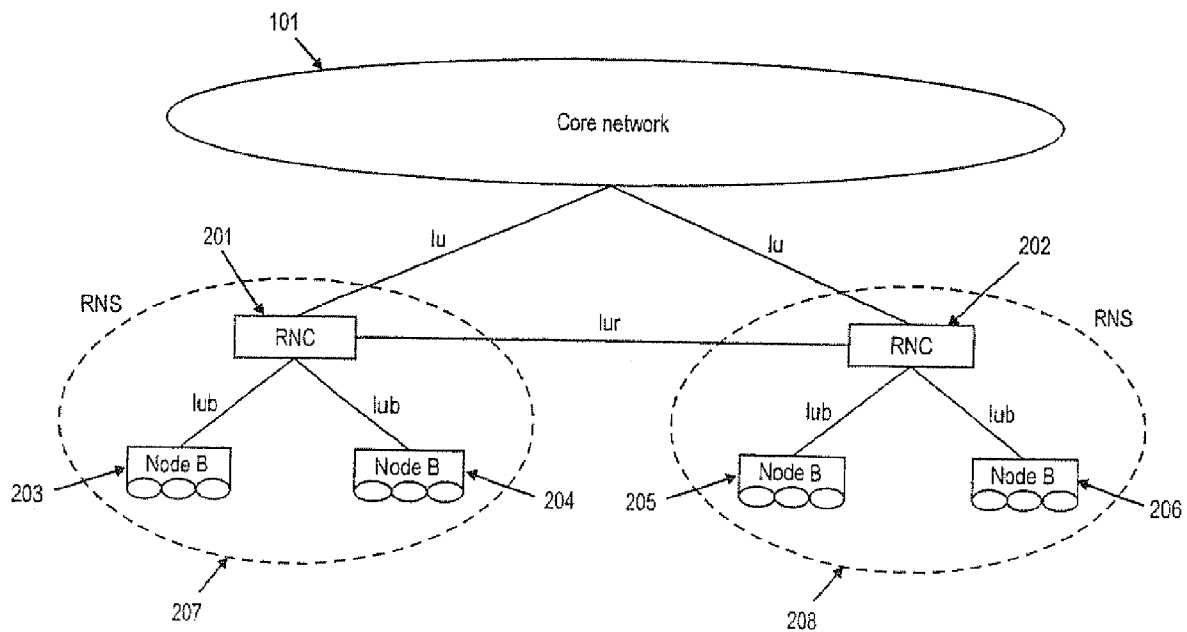 101
Core network
201
Iu
Iu
202
RNS
RNS
RNC
Iur
RNC
Iub
Iub
Iub
Iub
Node B
Node B
Node B
Node B
203
204
205
206
207
208